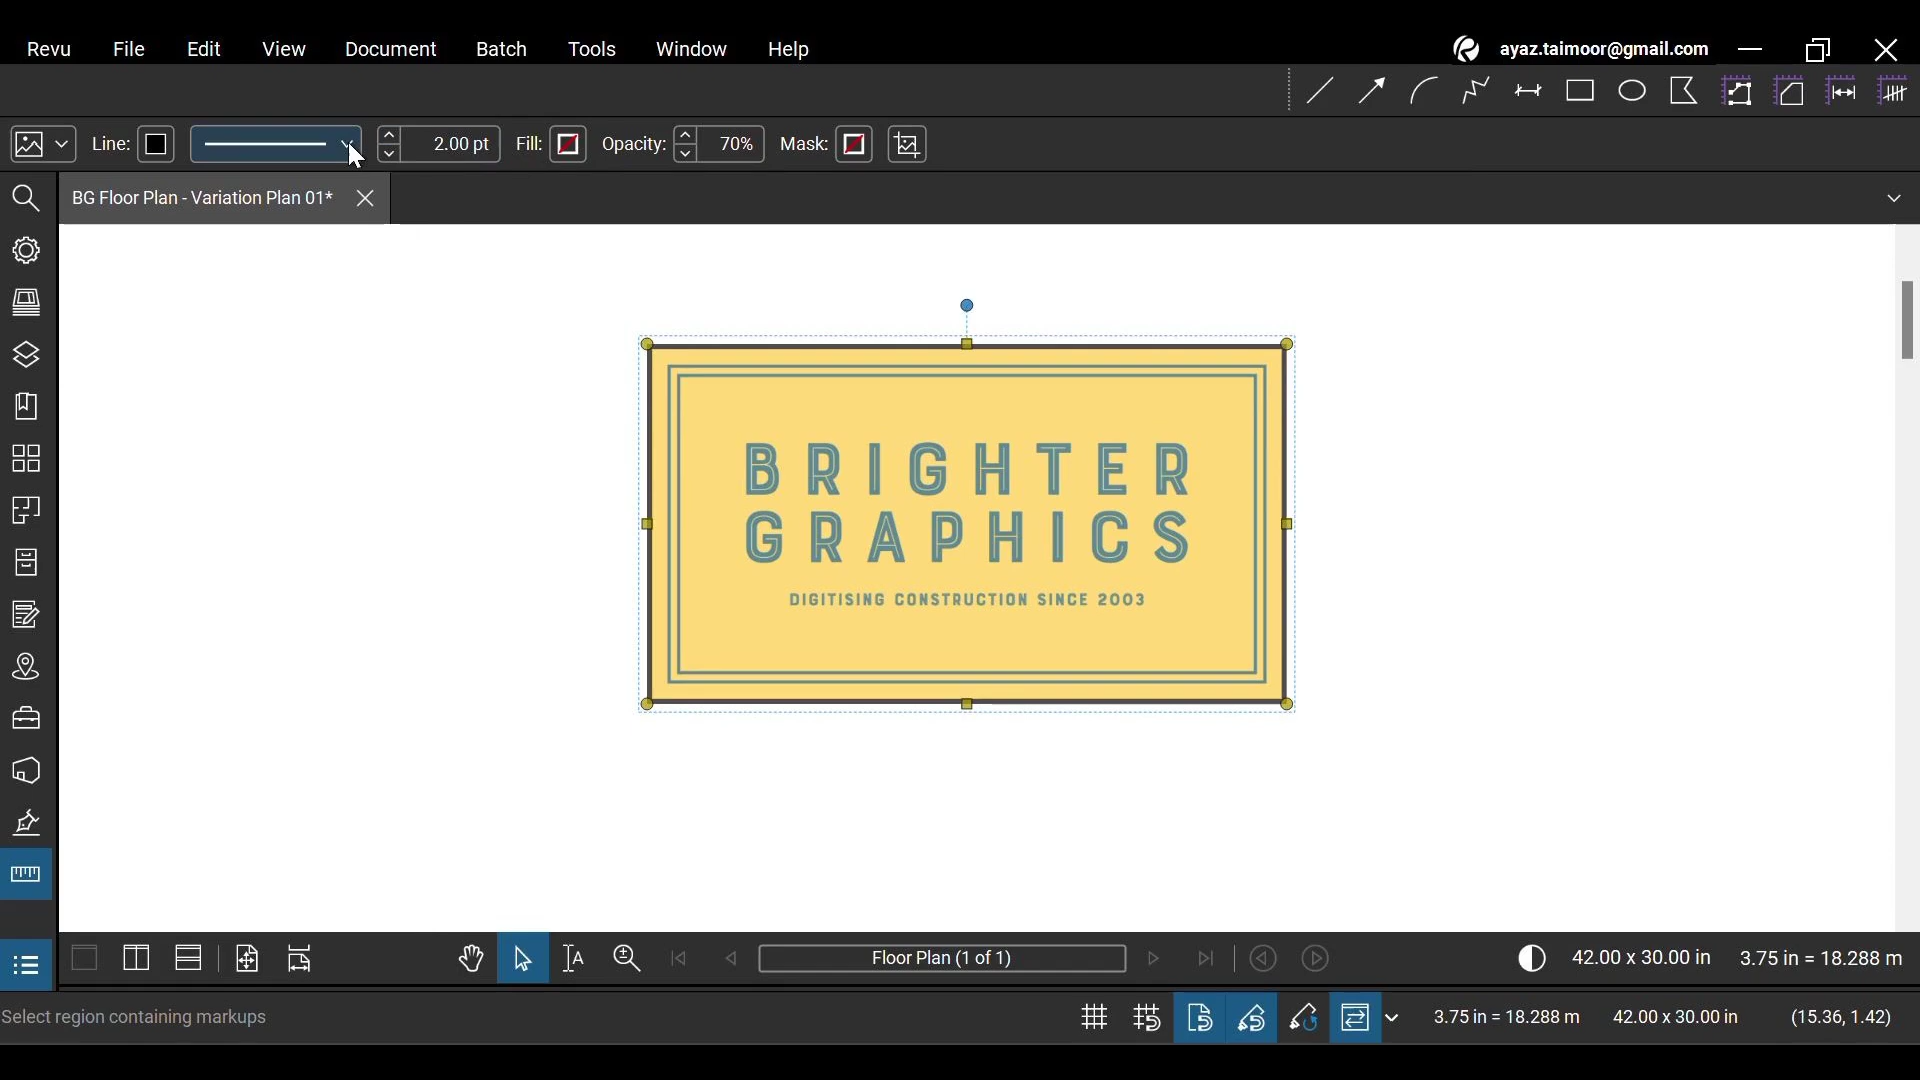 Revu File Edit View Document Batch Tools Window Help ayaz.taimoor@gmail.com
Line: 2.00 pt Fill: Opacity: 70% Mask:
BG Floor Plan - Variation Plan 01*
BRIGHTER
GRAPHICS
DIGITISING CONSTRUCTION SINCE 2003
Floor Plan (1 of 1) 42.00 x 30.00 in 3.75 in = 18.288 m
Select region containing markups 3.75 in = 18.288 m 42.00 x 30.00 in (15.36, 1.42)